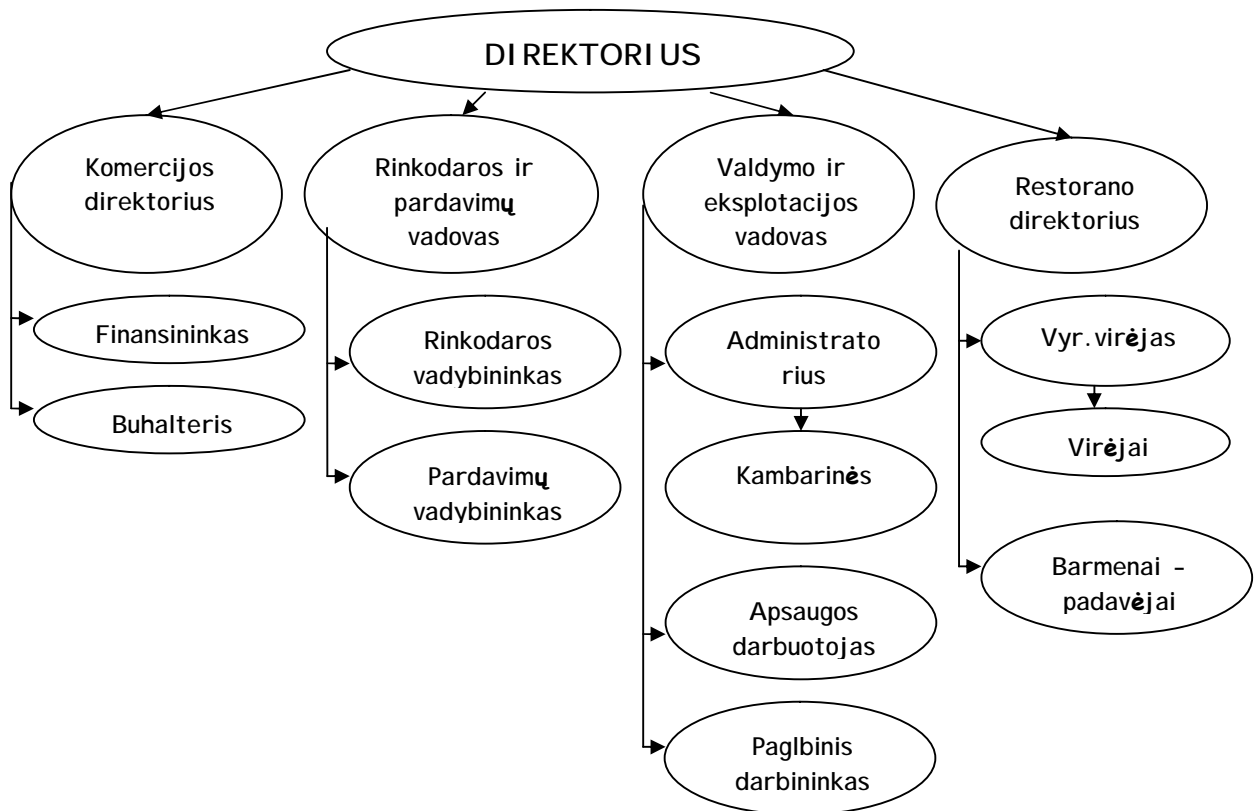 DIREKTORIUS
Komercijos
direktorius
Finansininkas
Buhalteris
Rinkodaros ir
pardavimų
vadovas
Rinkodaros
vadybininkas
Pardavimų
vadybininkas
Valdymo ir
eksplotacijos
vadovas
Administrato
rius
Kambarinės
Apsaugos
darbuotojas
Paglbinis
darbininkas
Restorano
direktorius
Vyr.virėjas
Virėjai
Barmenai -
padavėjai